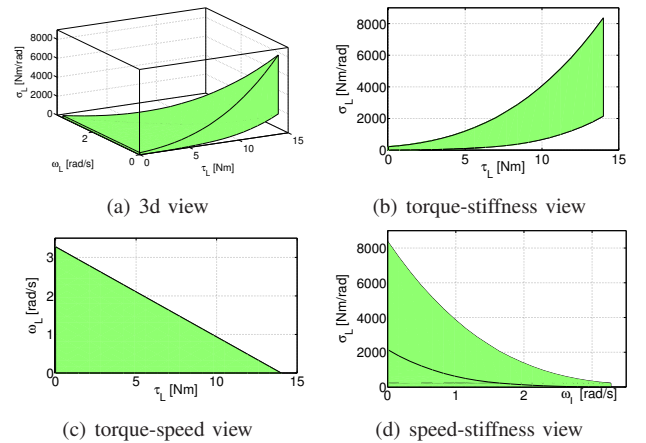 8000
6000
4000
2000
0
σL [Nm/rad]
2
0
ωL [rad/s]
0
5
10
15
τL [Nm]
(a) 3d view
8000
6000
4000
2000
0
σL [Nm/rad]
0
5
10
15
τL [Nm]
(b) torque-stiffness view
3
2
1
0
ωL [rad/s]
0
5
10
15
τL [Nm]
(c) torque-speed view
8000
6000
4000
2000
0
σL [Nm/rad]
0
1
2
ωl [rad/s]
(d) speed-stiffness view